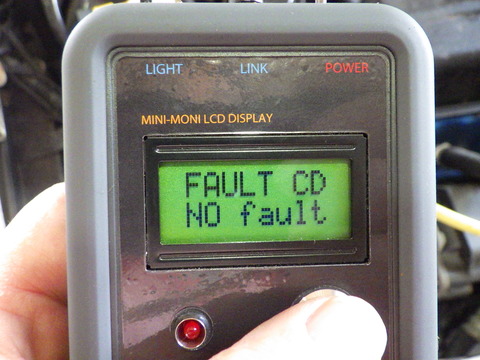 LIGHT LINK POWER
MINI-MONI LCD DISPLAY
FAULT CD
NO fault